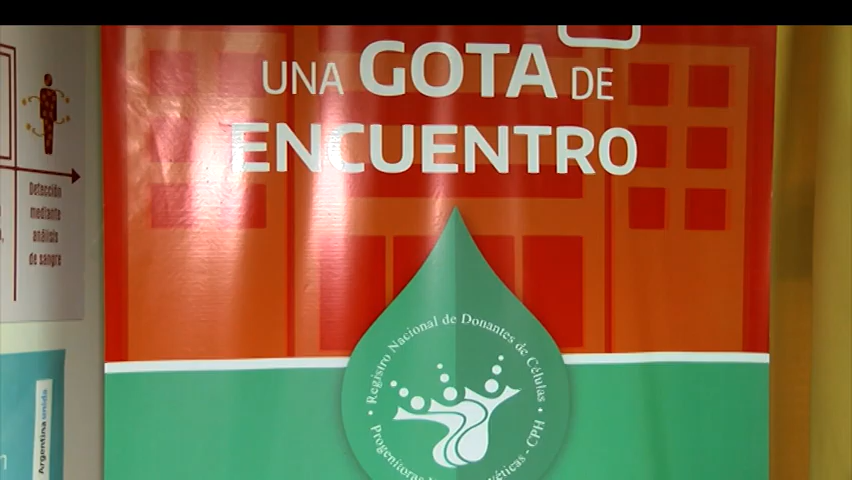 UNA GOTA DE
ENCUENTRO
Detección
mediante
análisis
de sangre
Registro Nacional de Donantes de Células
Progenitoras
CPH
Argentina unida